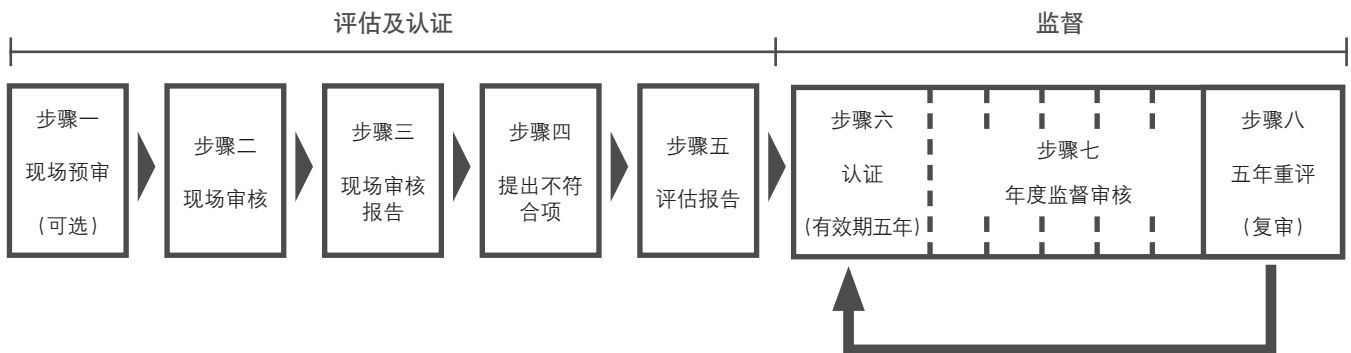 评估及认证
监督
步骤一
现场预审
(可选)
步骤二
现场审核
步骤三
现场审核
报告
步骤四
提出不符
合项
步骤五
评估报告
步骤六
认证
(有效期五年)
步骤七
年度监督审核
步骤八
五年重评
(复审)